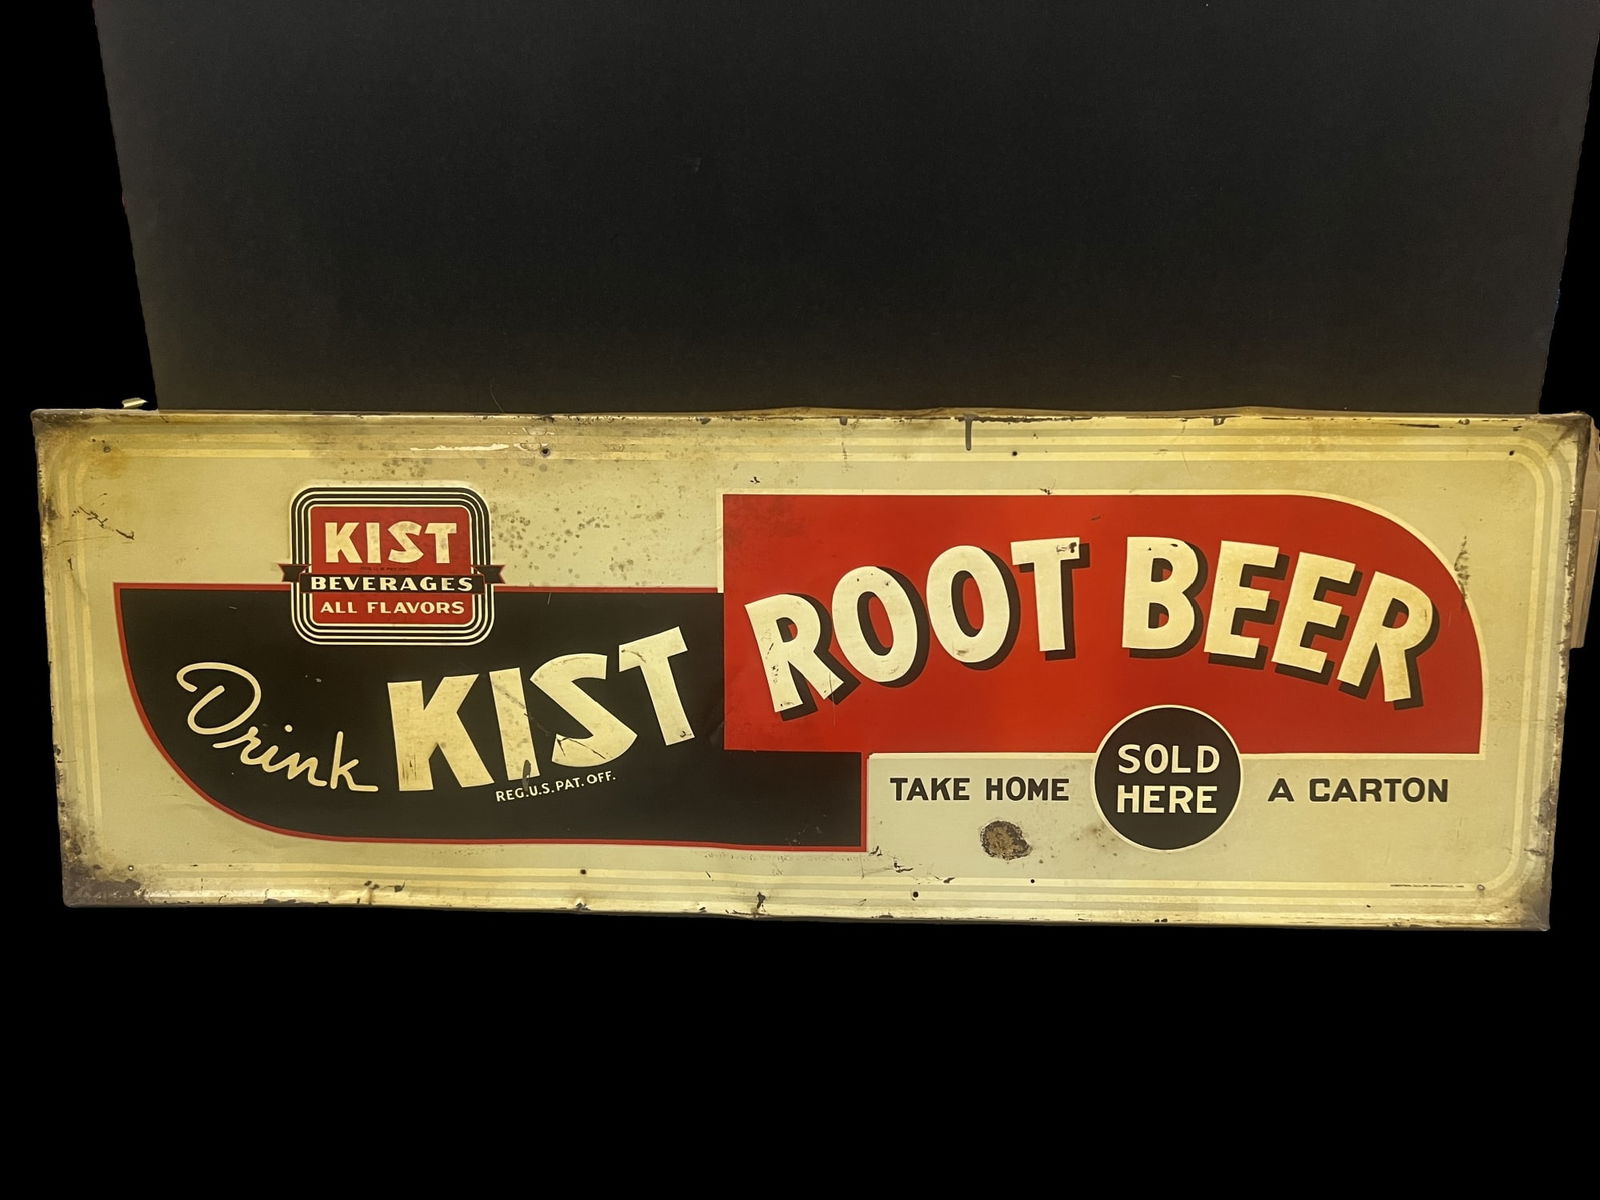 KIST
BEVERAGES
ALL FLAVORS
Drink KIST
REG.U.S.PAT.OFF.
ROOT BEER
TAKE HOME
SOLD
HERE
A CARTON